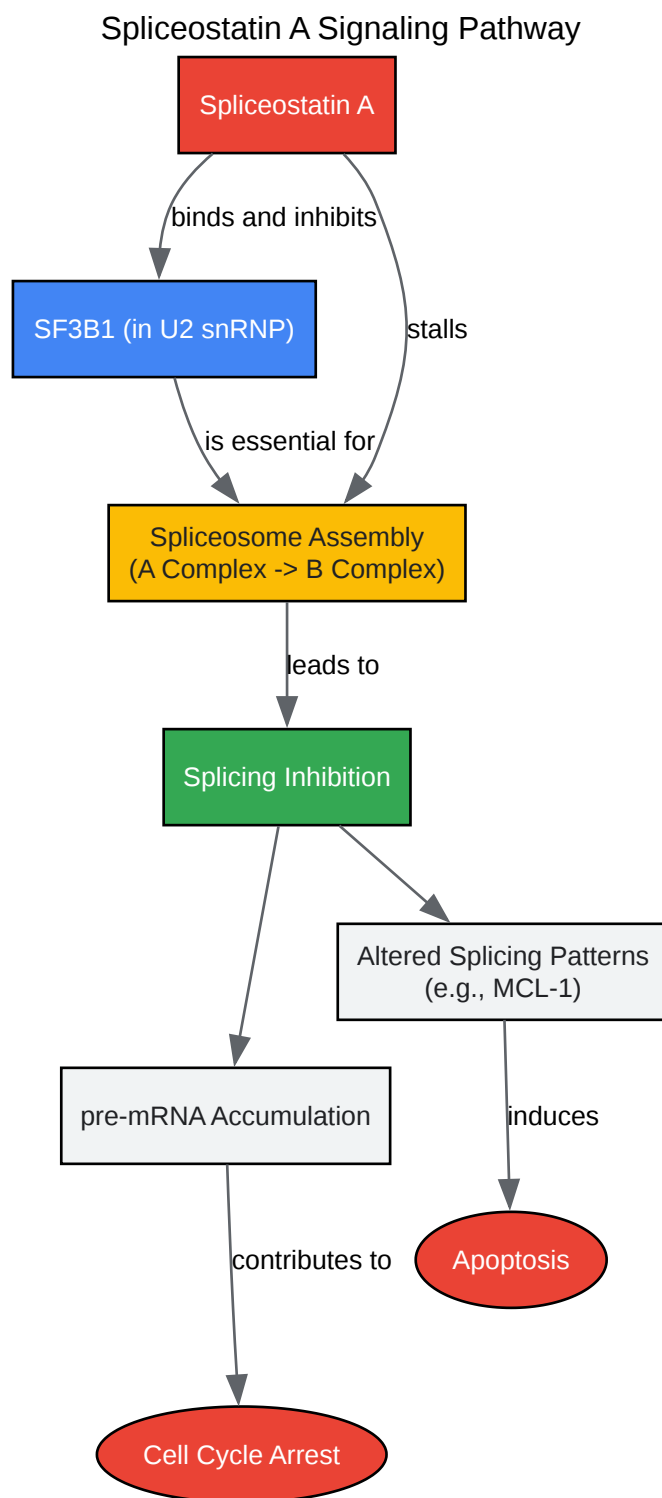 Spliceostatin A Signaling Pathway
Spliceostatin A
binds and inhibits
SF3B1 (in U2 snRNP)
stalls
is essential for
Spliceosome Assembly
(A Complex -> B Complex)
leads to
Splicing Inhibition
Altered Splicing Patterns
(e.g., MCL-1)
pre-mRNA Accumulation
induces
Apoptosis
contributes to
Cell Cycle Arrest